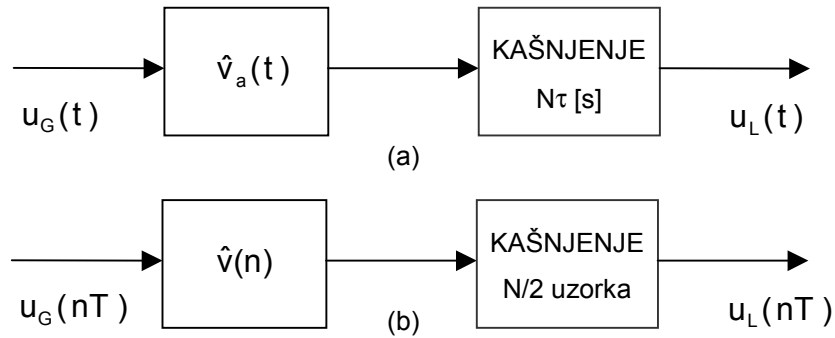 v̂ₐ(t)
KAŠNJENJE
Nτ [s]
u_G(t)
u_L(t)
(a)
v̂(n)
KAŠNJENJE
N/2 uzorka
u_G(nT)
u_L(nT)
(b)